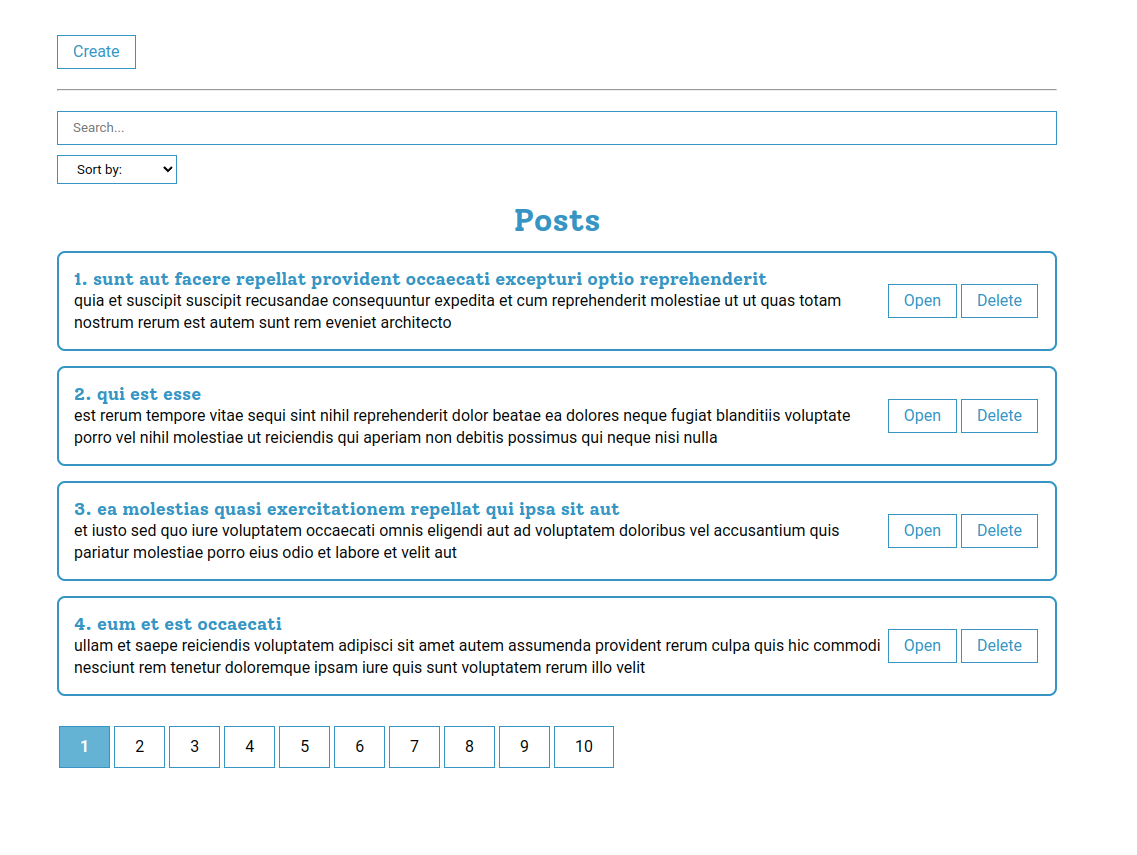 Create
Search...
Sort by:
Posts
1. sunt aut facere repellat provident occaecati excepturi optio reprehenderit
quia et suscipit suscipit recusandae consequuntur expedita et cum reprehenderit molestiae ut ut quas totam
nostrum rerum est autem sunt rem eveniet architecto
Open Delete
2. qui est esse
est rerum tempore vitae sequi sint nihil reprehenderit dolor beatae ea dolores neque fugiat blanditiis voluptate
porro vel nihil molestiae ut reiciendis qui aperiam non debitis possimus qui neque nisi nulla
Open Delete
3. ea molestias quasi exercitationem repellat qui ipsa sit aut
et iusto sed quo iure voluptatem occaecati omnis eligendi aut ad voluptatem doloribus vel accusantium quis
pariatur molestiae porro eius odio et labore et velit aut
Open Delete
4. eum et est occaecati
ullam et saepe reiciendis voluptatem adipisci sit amet autem assumenda provident rerum culpa quis hic commodi
nesciunt rem tenetur doloremque ipsam iure quis sunt voluptatem rerum illo velit
Open Delete
1 2 3 4 5 6 7 8 9 10